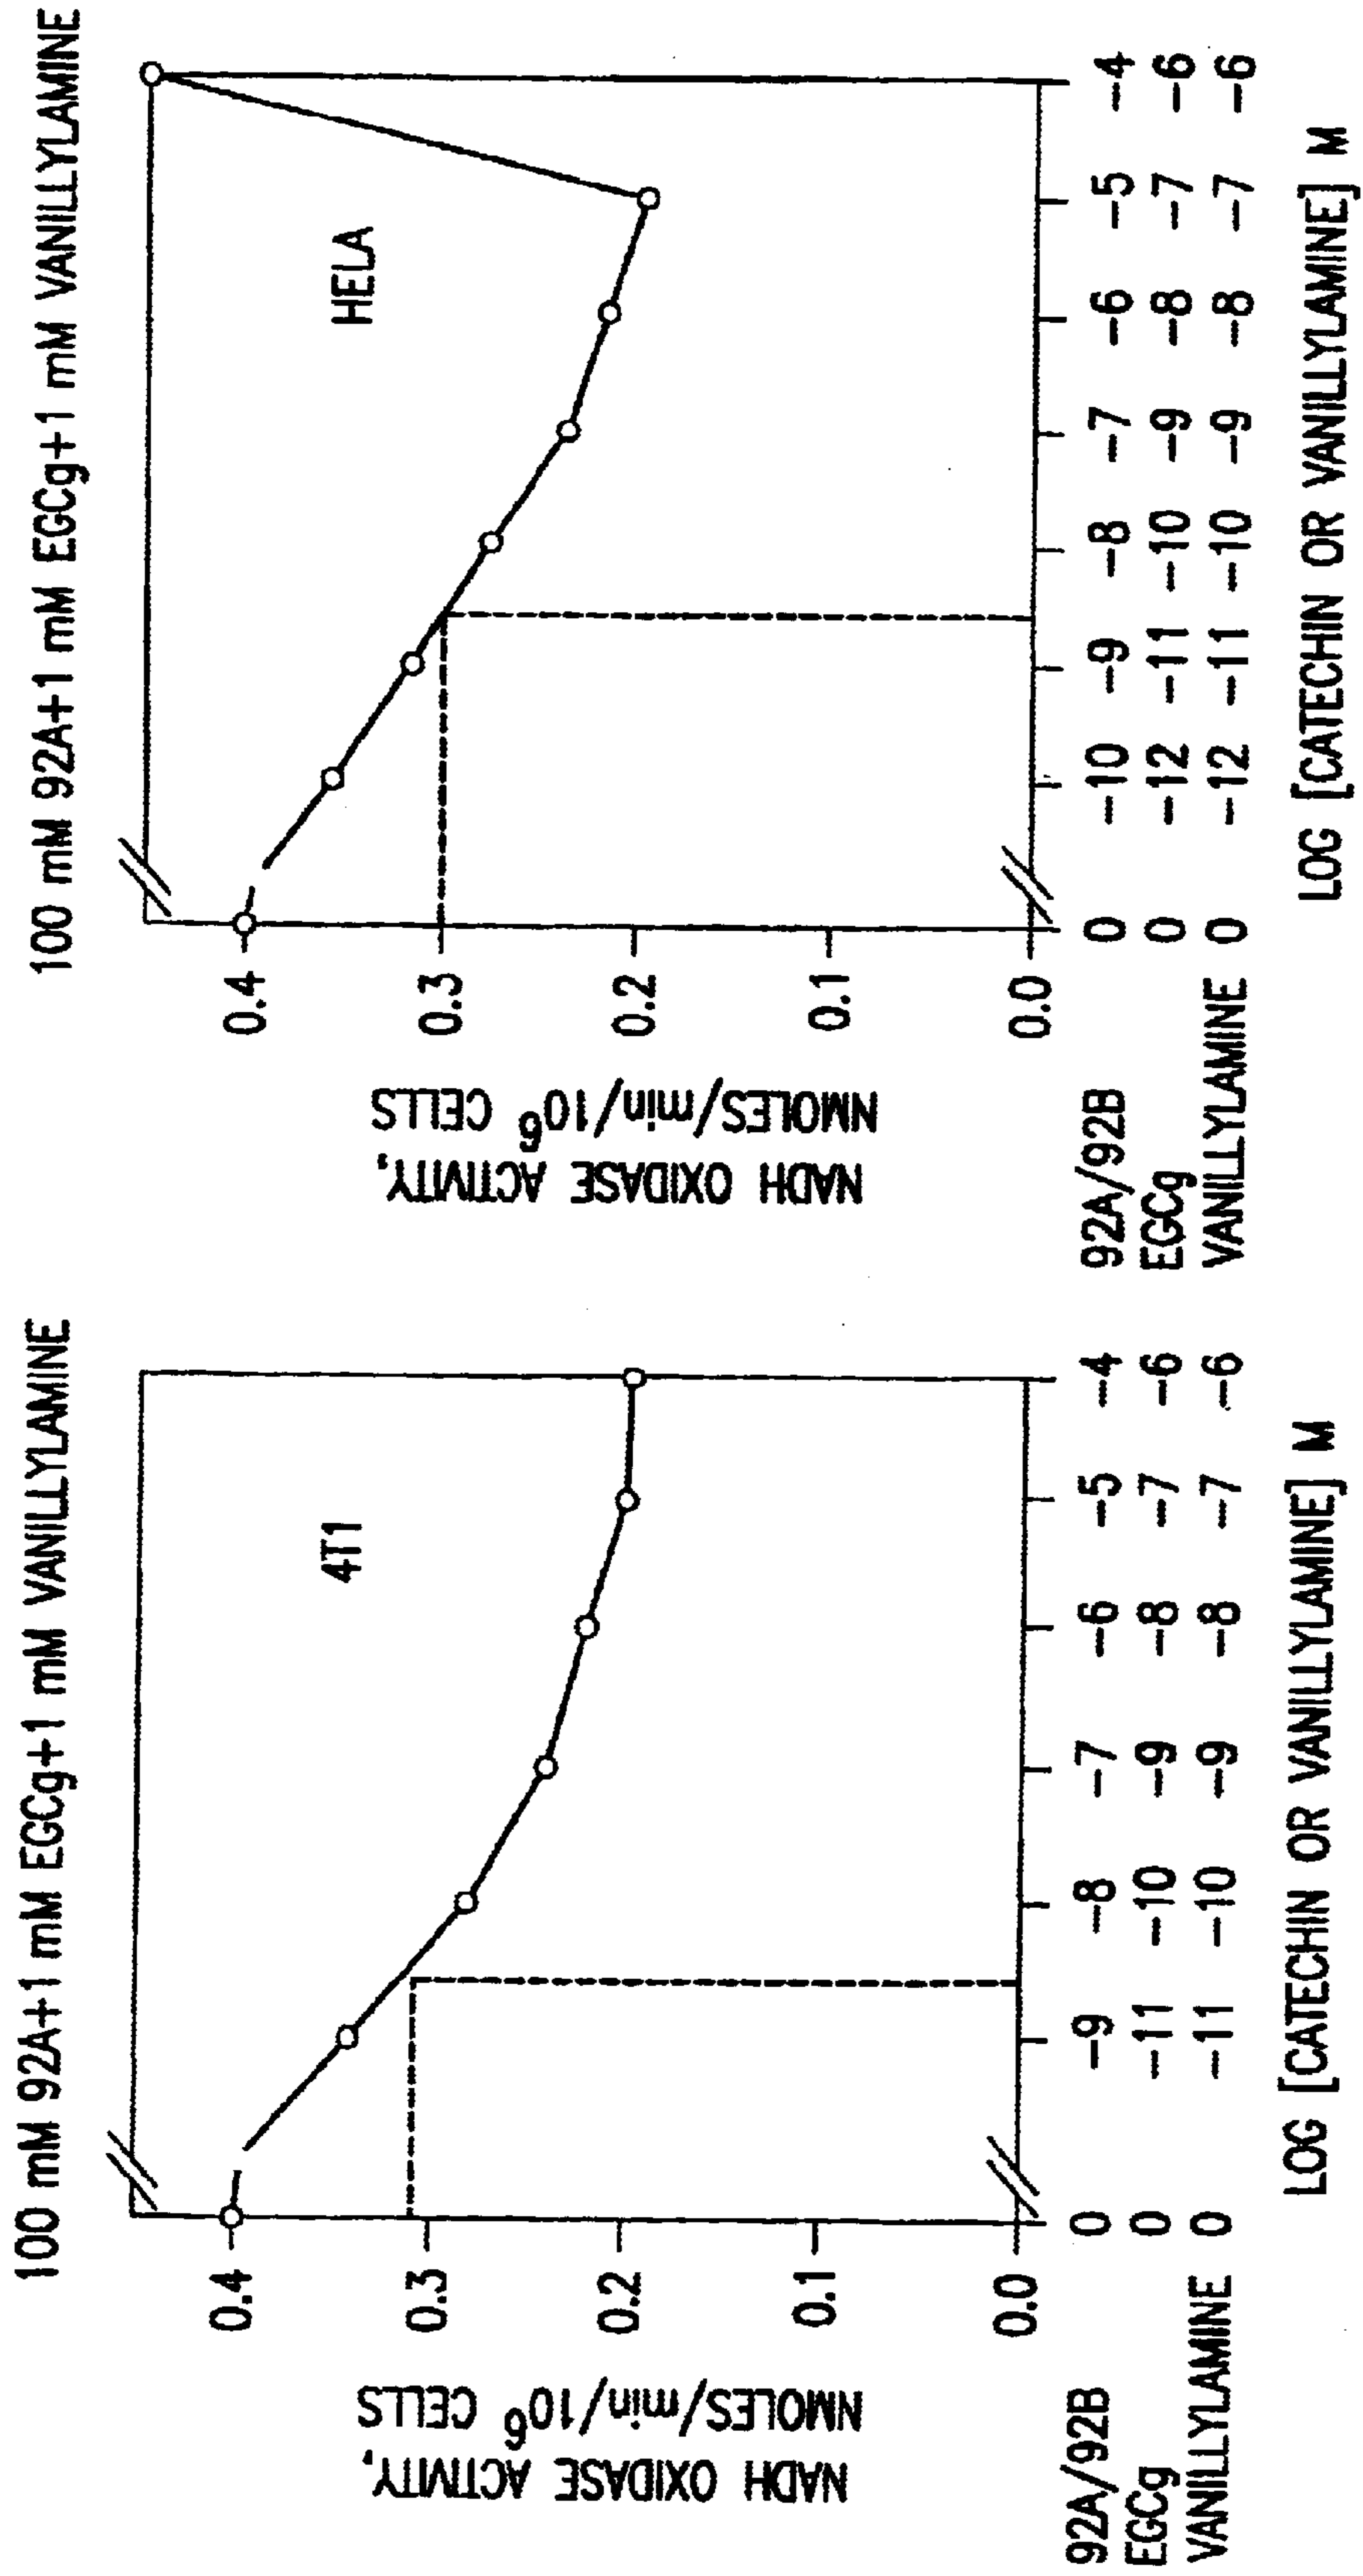 100 mM 92A+1 mM EGCg+1 mM VANILLYLAMINE
4T1
NADH OXIDASE ACTIVITY,
NMOLES/min/10⁶ CELLS
0.4
0.3
0.2
0.1
0.0
92A/92B 0 –9 –8 –7 –6 –5 –4
EGCg 0 –11 –10 –9 –8 –7 –6
VANILLYLAMINE 0 –11 –10 –9 –8 –7 –6
LOG [CATECHIN OR VANILLYLAMINE] M
100 mM 92A+1 mM EGCg+1 mM VANILLYLAMINE
HELA
NADH OXIDASE ACTIVITY,
NMOLES/min/10⁶ CELLS
0.4
0.3
0.2
0.1
0.0
92A/92B 0 –10 –9 –8 –7 –6 –5 –4
EGCg 0 –12 –11 –10 –9 –8 –7 –6
VANILLYLAMINE 0 –12 –11 –10 –9 –8 –7 –6
LOG [CATECHIN OR VANILLYLAMINE] M